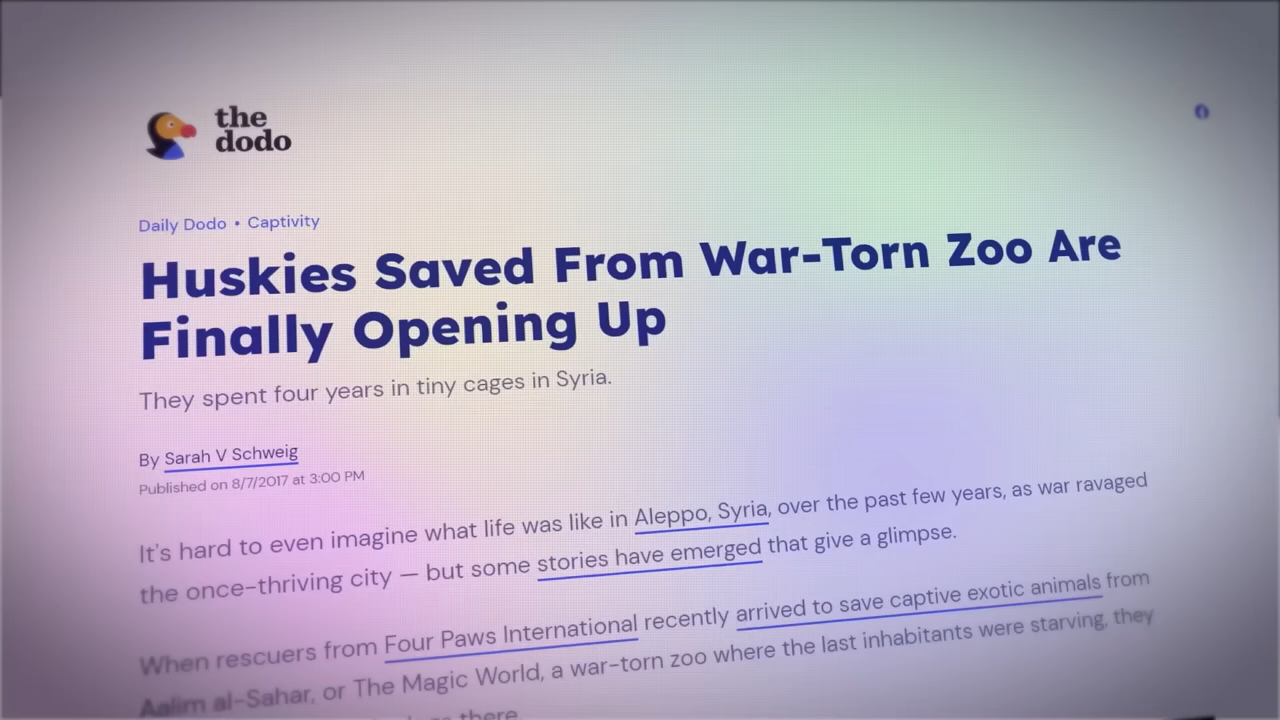 the
dodo
Daily Dodo • Captivity
Huskies Saved From War-Torn Zoo Are
Finally Opening Up
They spent four years in tiny cages in Syria.
By Sarah V Schweig
Published on 8/7/2017 at 3:00 PM
It's hard to even imagine what life was like in Aleppo, Syria, over the past few years, as war ravaged
the once-thriving city — but some stories have emerged that give a glimpse.
When rescuers from Four Paws International recently arrived to save captive exotic animals from
Aalim al-Sahar, or The Magic World, a war-torn zoo where the last inhabitants were starving, they
there.